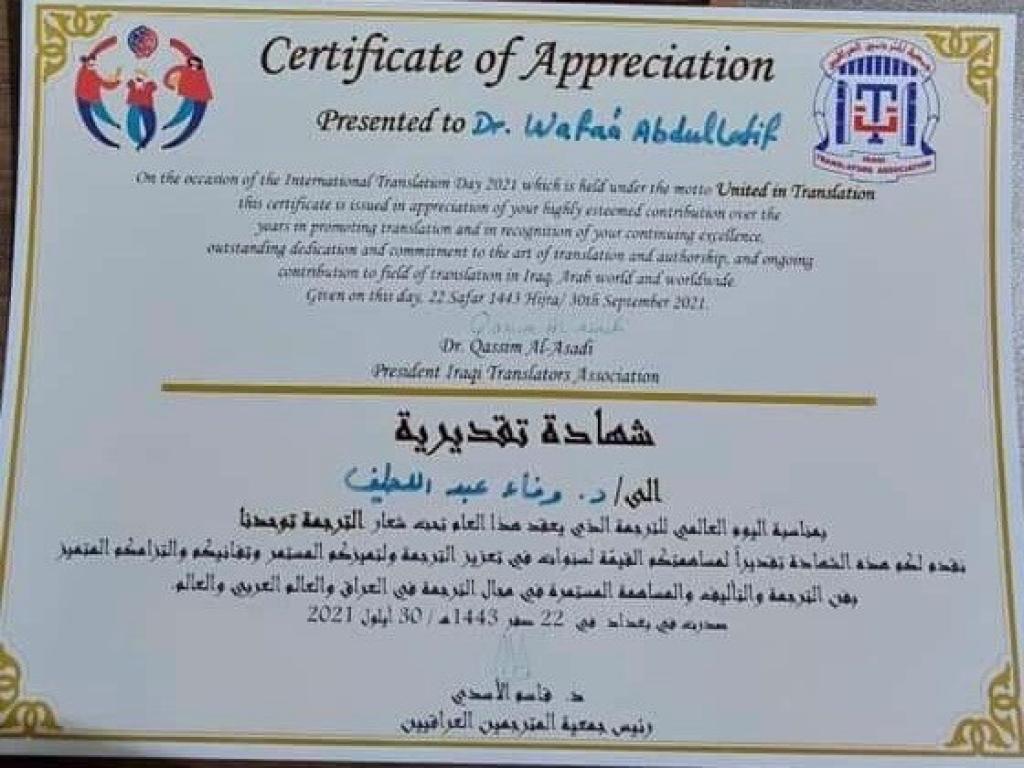 Certificate of Appreciation
Presented to Dr. Wafaá Abdullatif
جمعية المترجمين العراقيين
IRAQI
TRANSLATORS ASSOCIATION
On the occasion of the International Translation Day 2021 which is held under the motto United in Translation
this certificate is issued in appreciation of your highly esteemed contribution over the
years in promoting translation and in recognition of your continuing excellence,
outstanding dedication and commitment to the art of translation and authorship, and ongoing
contribution to field of translation in Iraq, Arab world and worldwide.
Given on this day, 22 Safar 1443 Hijra/ 30th September 2021.
Dr. Qassim Al-Asadi
President Iraqi Translators Association
شهادة تقديرية
الى/ د. وفاء عبد اللطيف
بمناسبة اليوم العالمي للترجمة الذي يعقد هذا العام تحت شعار الترجمة توحدنا
نقدم لكم هذه الشهادة تقديراً لمساهمتكم القيمة لسنوات في تعزيز الترجمة ولتميزكم المستمر وتفانيكم والتزامكم المتميز
بفن الترجمة والتأليف والمساهمة المستمرة في مجال الترجمة في العراق والعالم العربي والعالم.
صدرت في بغداد في 22 صفر 1443هـ / 30 أيلول 2021
د. قاسم الأسدي
رئيس جمعية المترجمين العراقيين